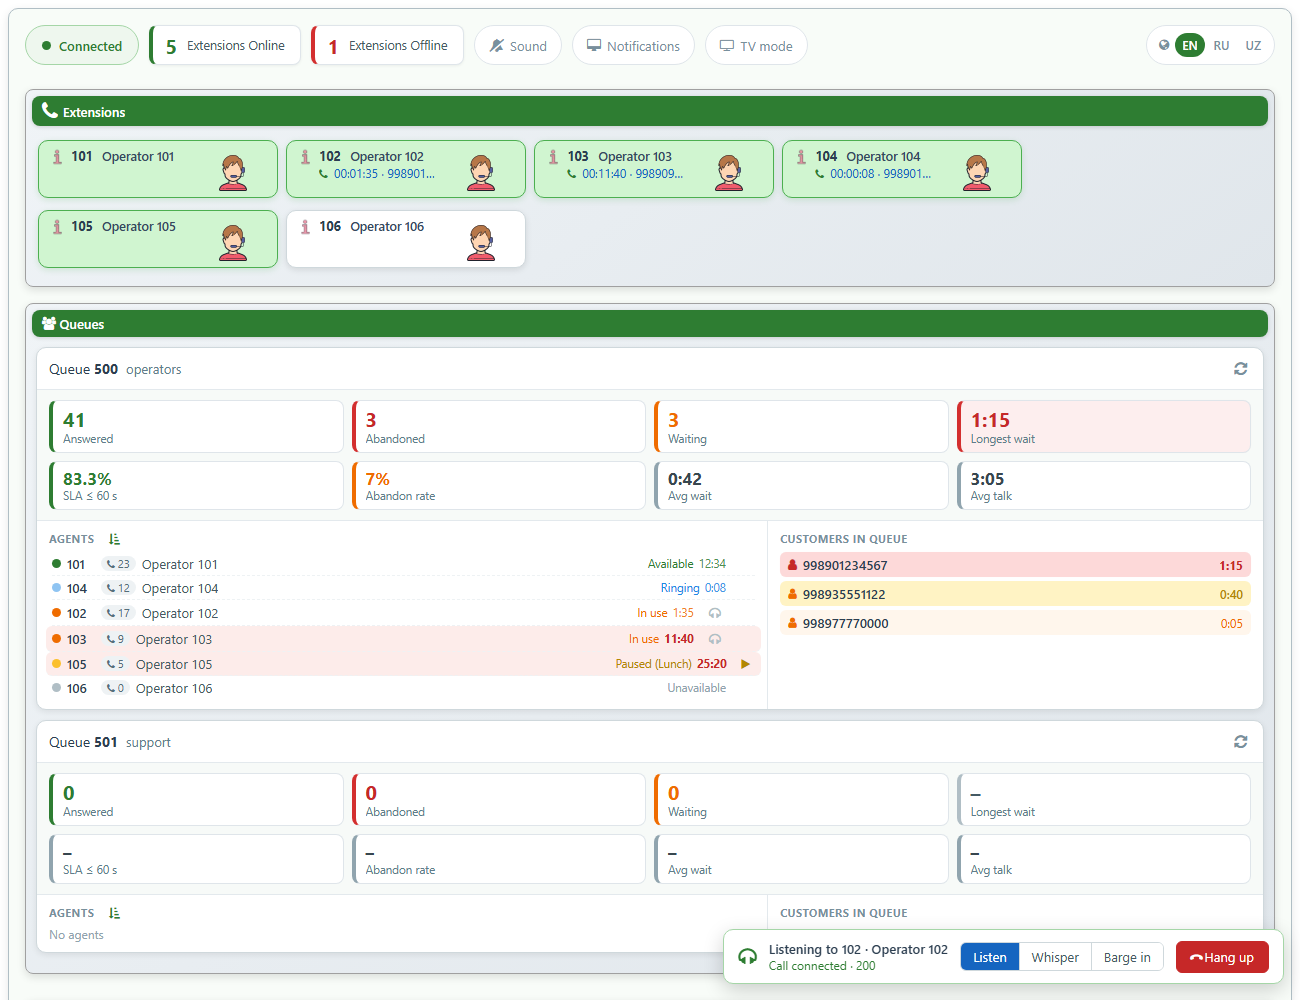 Connected
5 Extensions Online
1 Extensions Offline
Sound
Notifications
TV mode
EN RU UZ
Extensions
101 Operator 101
102 Operator 102
00:01:35 · 998901...
103 Operator 103
00:11:40 · 998909...
104 Operator 104
00:00:08 · 998901...
105 Operator 105
106 Operator 106
Queues
Queue 500 operators
41
Answered
3
Abandoned
3
Waiting
1:15
Longest wait
83.3%
SLA ≤ 60 s
7%
Abandon rate
0:42
Avg wait
3:05
Avg talk
AGENTS
101 23 Operator 101 Available 12:34
104 12 Operator 104 Ringing 0:08
102 17 Operator 102 In use 1:35
103 9 Operator 103 In use 11:40
105 5 Operator 105 Paused (Lunch) 25:20
106 0 Operator 106 Unavailable
CUSTOMERS IN QUEUE
998901234567 1:15
998935551122 0:40
998977770000 0:05
Queue 501 support
0
Answered
0
Abandoned
0
Waiting
–
Longest wait
–
SLA ≤ 60 s
–
Abandon rate
–
Avg wait
–
Avg talk
AGENTS
No agents
CUSTOMERS IN QUEUE
Listening to 102 · Operator 102
Call connected · 200
Listen
Whisper
Barge in
Hang up